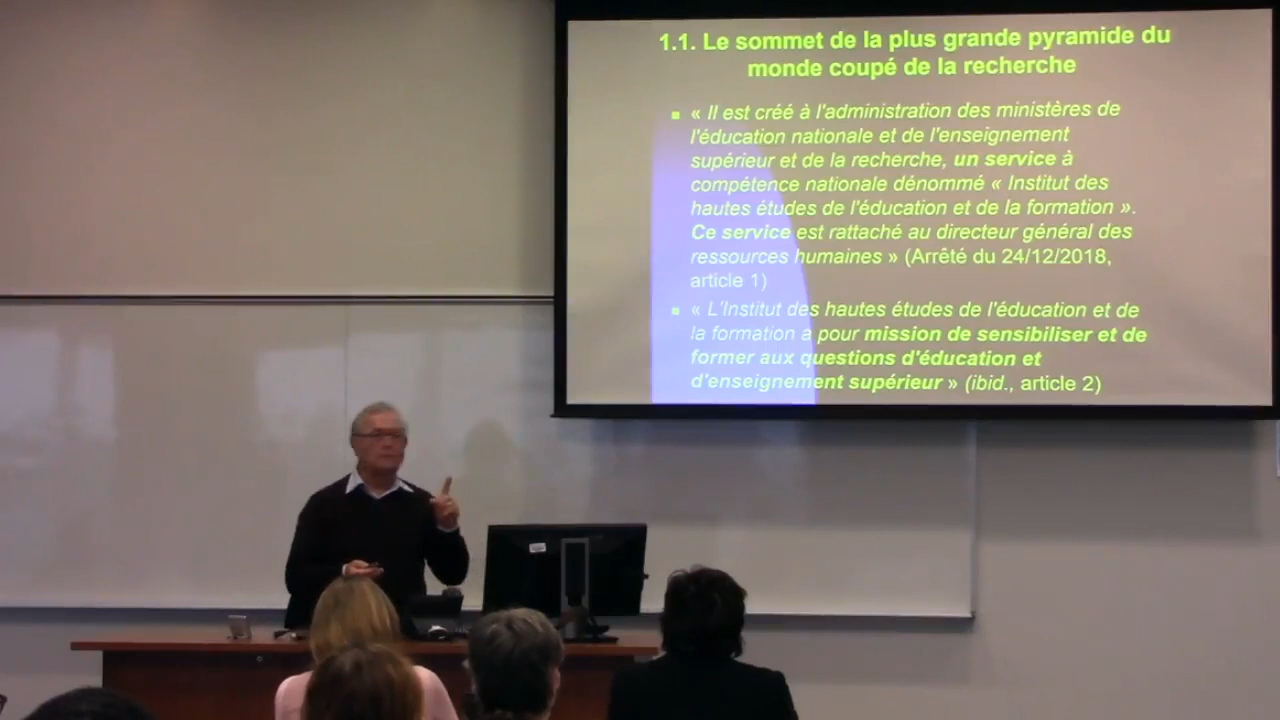 1.1. Le sommet de la plus grande pyramide du
monde coupé de la recherche
« Il est créé à l'administration des ministères de
l'éducation nationale et de l'enseignement
supérieur et de la recherche, un service à
compétence nationale dénommé « Institut des
hautes études de l'éducation et de la formation ».
Ce service est rattaché au directeur général des
ressources humaines » (Arrêté du 24/12/2018,
article 1)
« L'Institut des hautes études de l'éducation et de
la formation a pour mission de sensibiliser et de
former aux questions d'éducation et
d'enseignement supérieur » (ibid., article 2)